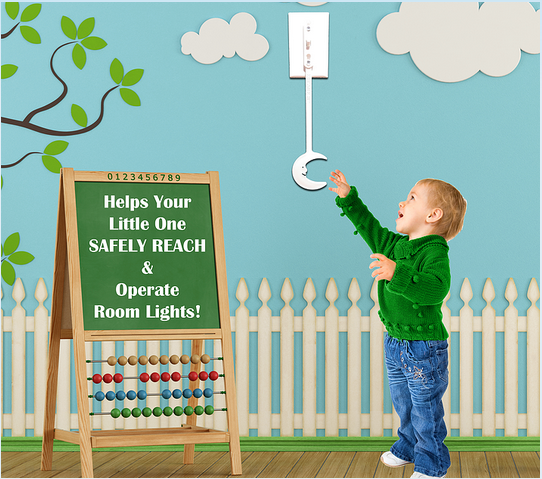 0123456789
Helps Your
Little One
SAFELY REACH
&
Operate
Room Lights!